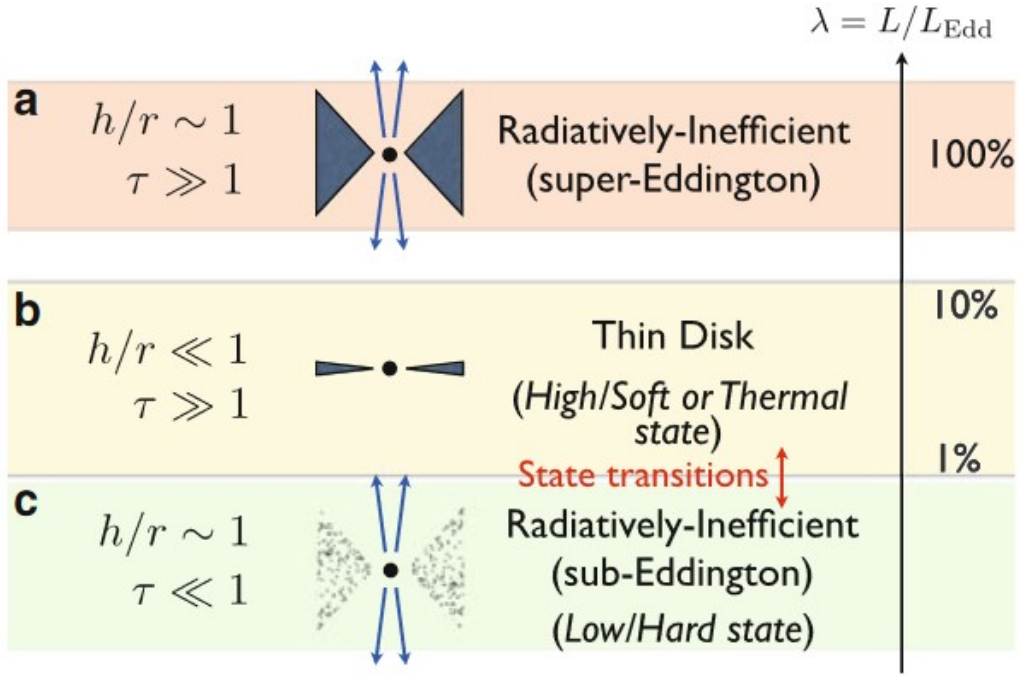 λ = L/L_Edd
a
h/r ∼ 1
τ ≫ 1
Radiatively-Inefficient
(super-Eddington)
100%
b
h/r ≪ 1
τ ≫ 1
Thin Disk
(High/Soft or Thermal
state)
10%
1%
State transitions
c
h/r ∼ 1
τ ≪ 1
Radiatively-Inefficient
(sub-Eddington)
(Low/Hard state)